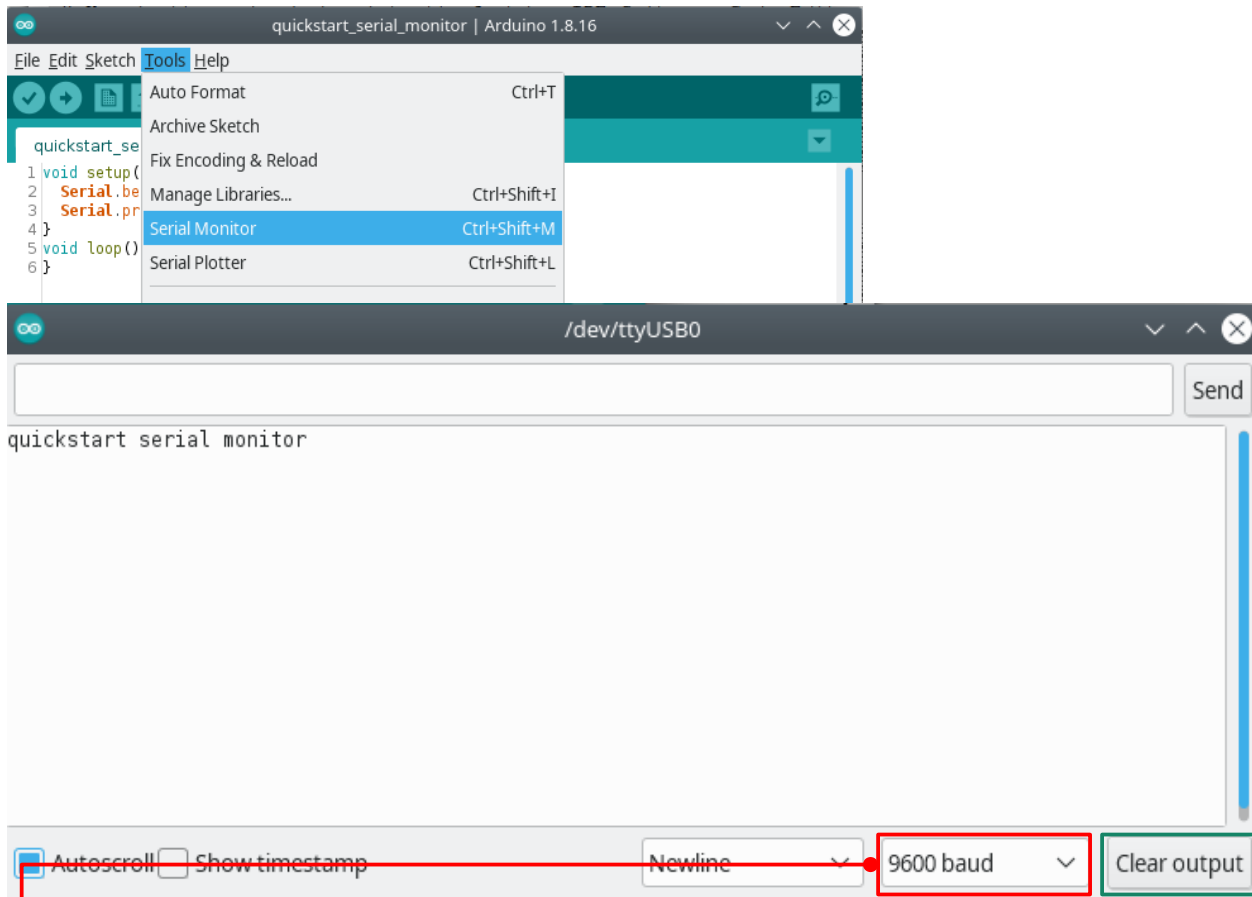 quickstart_serial_monitor | Arduino 1.8.16
File Edit Sketch Tools Help
Auto Format Ctrl+T
Archive Sketch
Fix Encoding & Reload
Manage Libraries... Ctrl+Shift+I
Serial Monitor Ctrl+Shift+M
Serial Plotter Ctrl+Shift+L
quickstart_se
1 void setup(
2 Serial.be
3 Serial.pr
4 }
5 void loop()
6 }
/dev/ttyUSB0
Send
quickstart serial monitor
Autoscroll Show timestamp Newline 9600 baud Clear output